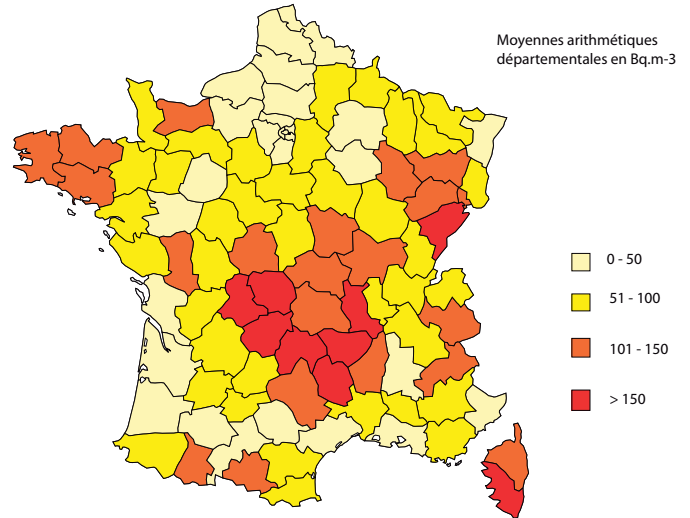 Moyennes arithmétiques
départementales en Bq.m-3
0 - 50
51 - 100
101 - 150
> 150